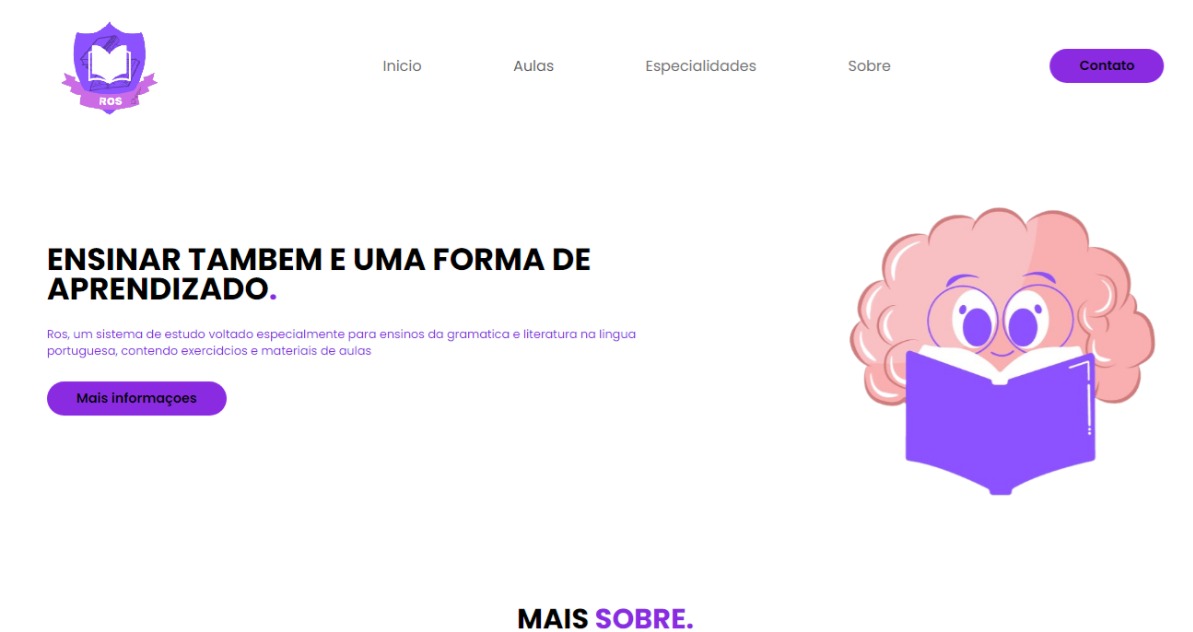 ROS
Inicio
Aulas
Especialidades
Sobre
Contato
ENSINAR TAMBEM E UMA FORMA DE
APRENDIZADO.
Ros, um sistema de estudo voltado especialmente para ensinos da gramatica e literatura na lingua
portuguesa, contendo exercidcios e materiais de aulas
Mais informaçoes
MAIS SOBRE.